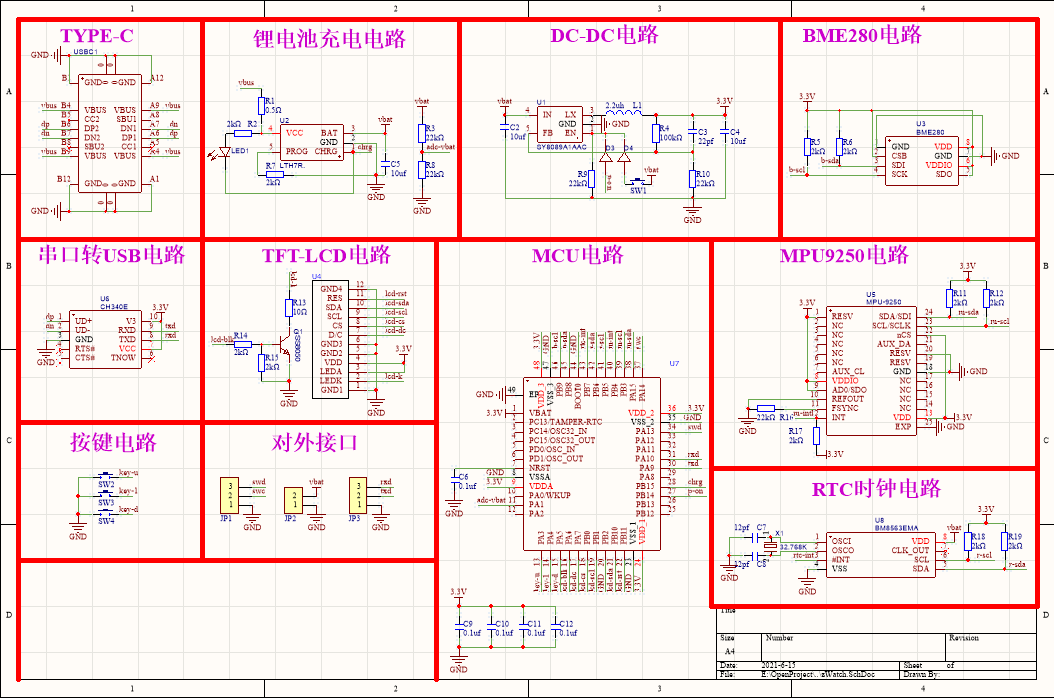 1
2
3
4
A
TYPE-C
锂电池充电电路
DC-DC电路
BME280电路
GND
USBC1
B1
A12
GND
GND
vbus B4
VBUS
VBUS
A9 vbus
B5
CC2
SBU1
A8
dp B6
DP1
DN1
A7 dn
dn B7
DN2
DP1
A6 dp
B8
SBU2
CC1
A5
vbus B9
VBUS
VBUS
A4 vbus
B12
GND
GND
A1
GND
vbus
R1
0.5Ω
2kΩ R2
LED1
U2
4
VCC
BAT
3
GND
2
5
PROG
CHRG
1
chrg
LTH7R
R7
2kΩ
vbat
C5
10uf
GND
vbat
R3
22kΩ
adc-vbat
R8
22kΩ
GND
vbat
C2
10uf
U1
4
IN
LX
3
GND
2
5
FB
EN
1
SY8089A1AAC
2.2uh L1
GND
3.3V
R4
100kΩ
C3
22pf
C4
10uf
D3
D4
R9
22kΩ
p-on
vbat
SW1
R10
22kΩ
GND
3.3V
R5
2kΩ
R6
2kΩ
b-sda
b-scl
U3
BME280
1
GND
VDD
8
2
CSB
GND
7
3
SDI
VDDIO
6
4
SCK
SDO
5
GND
B
串口转USB电路
TFT-LCD电路
MCU电路
MPU9250电路
U6
CH340E
dp 1
UD+
V3
10
3.3V
dn 2
UD-
RXD
9 txd
3
GND
TXD
8 rxd
4
RTS#
VCC
7
5
CTS#
TNOW
6
GND
lcd-k
R13
10Ω
lcd-blk
R14
2kΩ
Q1
SS8050
R15
2kΩ
GND
U4
GND4
12
RES
11
lcd-rst
SDA
10
lcd-sda
SCL
9
lcd-scl
CS
8
lcd-cs
D/C
7
lcd-dc
GND3
6
GND2
5
VDD
4
3.3V
LEDA
3
LEDK
2
lcd-k
GND1
1
GND
U7
GND
49
EP
3.3V
1
VBAT
2
PC13/TAMPER-RTC
3
PC14/OSC32_IN
4
PC15/OSC32_OUT
5
PD0/OSC_IN
6
PD1/OSC_OUT
7
NRST
GND 8
VSSA
3.3V 9
VDDA
10
PA0/WKUP
adc-vbat 11
PA1
12
PA2
C6
0.1uf
GND
VDD_3
VSS_3
PB9
PB8
BOOT0
PB7
PB6
PB5
PB4
PB3
PA15
PA14
VDD_2
36 3.3V
VSS_2
35 GND
PA13
34 swd
PA12
33
PA11
32
PA10
31 rxd
PA9
30 txd
PA8
29
PB15
28 chrg
PB14
27 p-on
PB13
26
PB12
25
PA3
PA4
PA5
PA6
PA7
PB0
PB1
PB2
PB10
PB11
VSS_1
VDD_1
3.3V
C9
0.1uf
C10
0.1uf
C11
0.1uf
C12
0.1uf
GND
3.3V
R11
2kΩ
R12
2kΩ
U5
MPU-9250
3.3V
1
RESV
SDA/SDI
24
2
NC
SCL/SCLK
23
3
NC
nCS
22
4
NC
AUX_DA
21
5
NC
RESV
20
6
NC
RESV
19
7
AUX_CL
GND
18
8
VDDIO
NC
17
9
AD0/SDO
NC
16
10
REFOUT
NC
15
11
FSYNC
NC
14
12
INT
VDD
13
3.3V
EXP
25
GND
GND
GND
22kΩ
R17
2kΩ
3.3V
C
按键电路
对外接口
RTC时钟电路
SW2
SW3
SW4
GND
3
2
1
JP1
swd
swc
GND
2
1
JP2
vbat
GND
3
2
1
JP3
rxd
txd
GND
12pf C7
X1
32.768K
12pf C8
GND
U8
BM8563EMA
1
OSCI
VDD
8
vbat
2
OSCO
CLK_OUT
7
rtc-int 3
#INT
SCL
6
r-scl
4
VSS
SDA
5
r-sda
GND
3.3V
R18
2kΩ
R19
2kΩ
D
Title
Size
Number
Revision
A4
Date:
2021-6-15
Sheet of
File:
E:\OpenProject\..\zWatch.SchDoc
Drawn By:
1
2
3
4